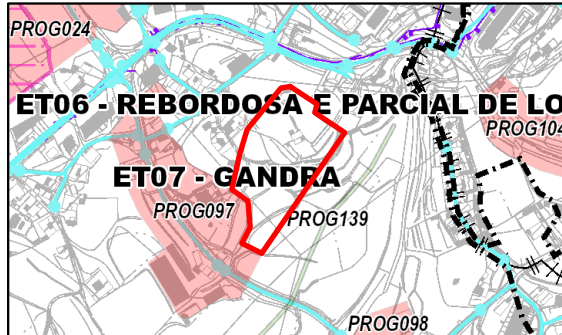 PROG024
ET06 - REBORDOSA E PARCIAL DE LO
PROG104
ET07 - GANDRA
PROG097
PROG139
PROG098